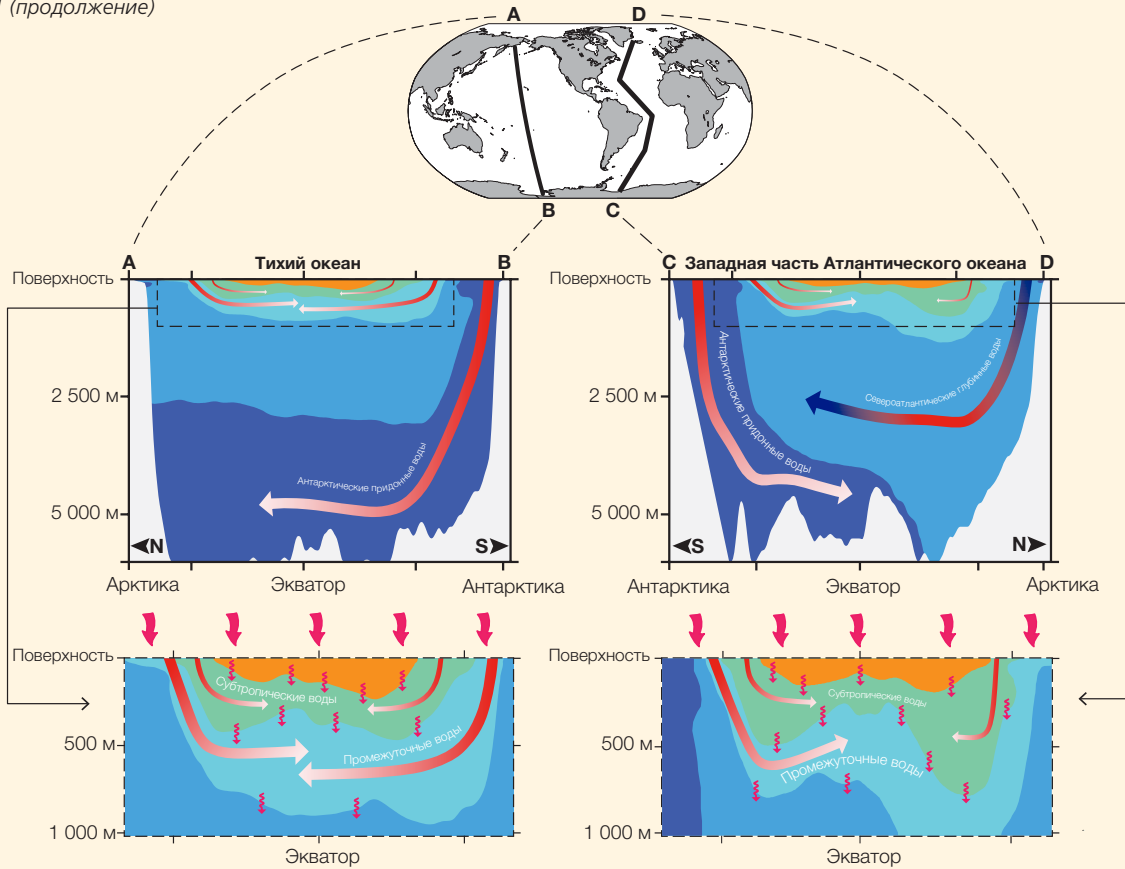 (продолжение)
A D
B C
A Тихий океан B
C Западная часть Атлантического океана D
Поверхность
2 500 м
5 000 м
Антарктические придонные воды
N S
Арктика Экватор Антарктика
Поверхность
2 500 м
5 000 м
Антарктические придонные воды
Североатлантические глубинные воды
S N
Антарктика Экватор Арктика
Поверхность
500 м
1 000 м
Субтропические воды
Промежуточные воды
Экватор
Поверхность
500 м
1 000 м
Субтропические воды
Промежуточные воды
Экватор